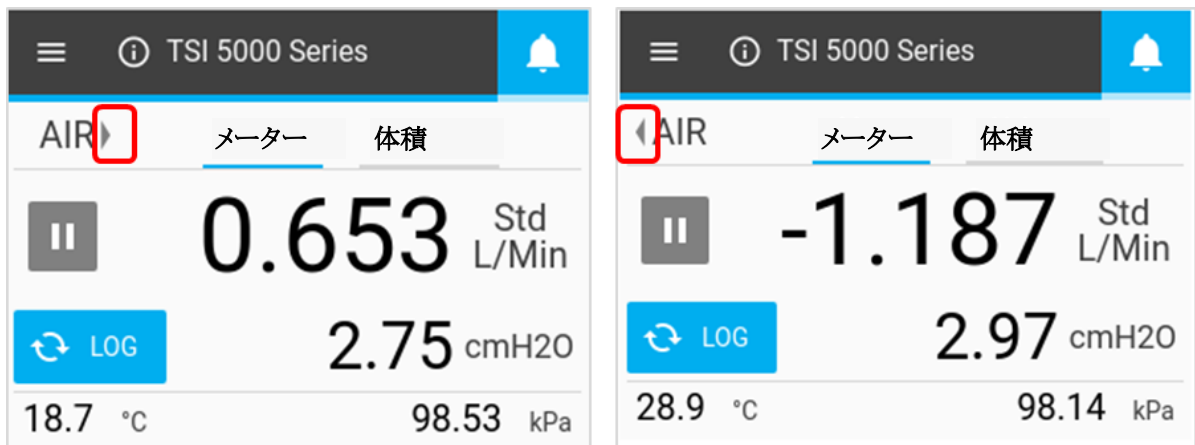 TSI 5000 Series
AIR メーター 体積
0.653 Std L/Min
LOG 2.75 cmH2O
18.7 °C 98.53 kPa
TSI 5000 Series
AIR メーター 体積
-1.187 Std L/Min
LOG 2.97 cmH2O
28.9 °C 98.14 kPa